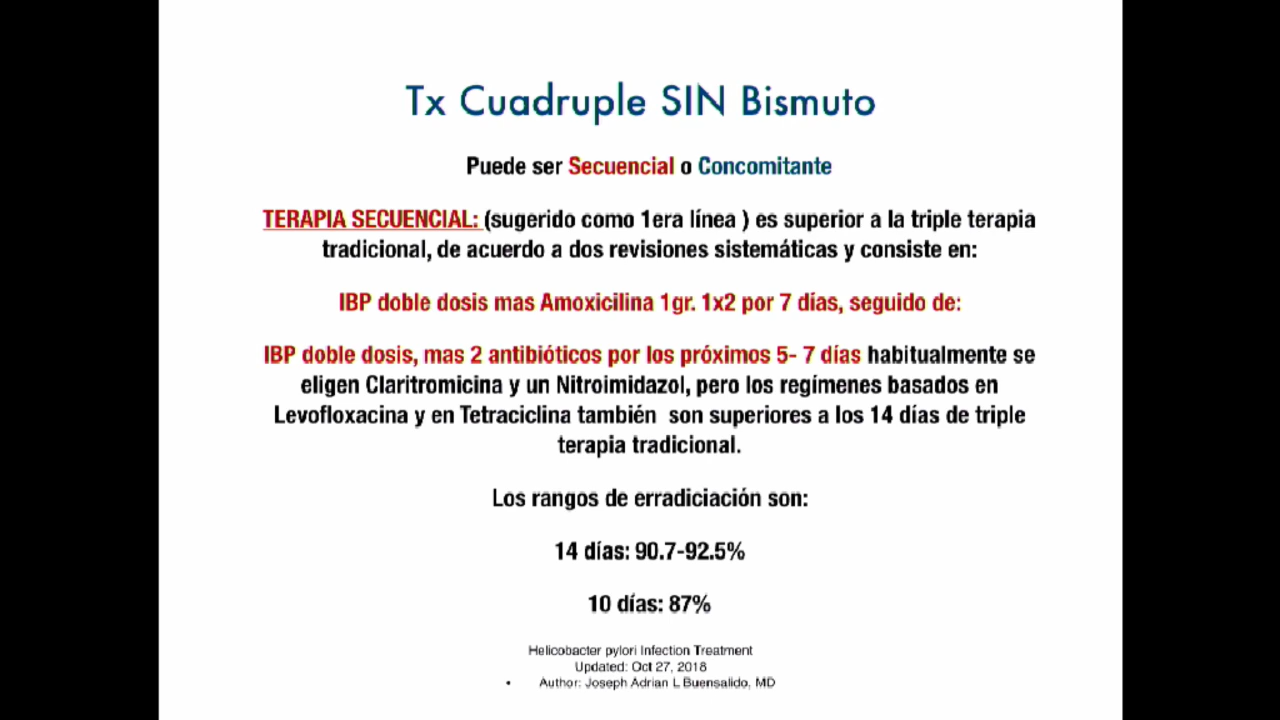 Tx Cuadruple SIN Bismuto
Puede ser Secuencial o Concomitante
TERAPIA SECUENCIAL: (sugerido como 1era línea ) es superior a la triple terapia
tradicional, de acuerdo a dos revisiones sistemáticas y consiste en:
IBP doble dosis mas Amoxicilina 1gr. 1x2 por 7 días, seguido de:
IBP doble dosis, mas 2 antibióticos por los próximos 5- 7 días habitualmente se
eligen Claritromicina y un Nitroimidazol, pero los regímenes basados en
Levofloxacina y en Tetraciclina también son superiores a los 14 días de triple
terapia tradicional.
Los rangos de erradiciación son:
14 días: 90.7-92.5%
10 días: 87%
Helicobacter pylori Infection Treatment
Updated: Oct 27, 2018
• Author: Joseph Adrian L Buensalido, MD